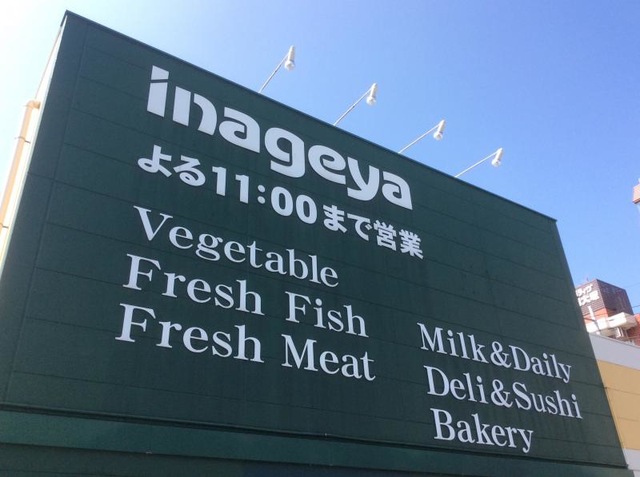 inageya
よる11:00まで営業
Vegetable
Fresh Fish
Fresh Meat
Milk&Daily
Deli&Sushi
Bakery